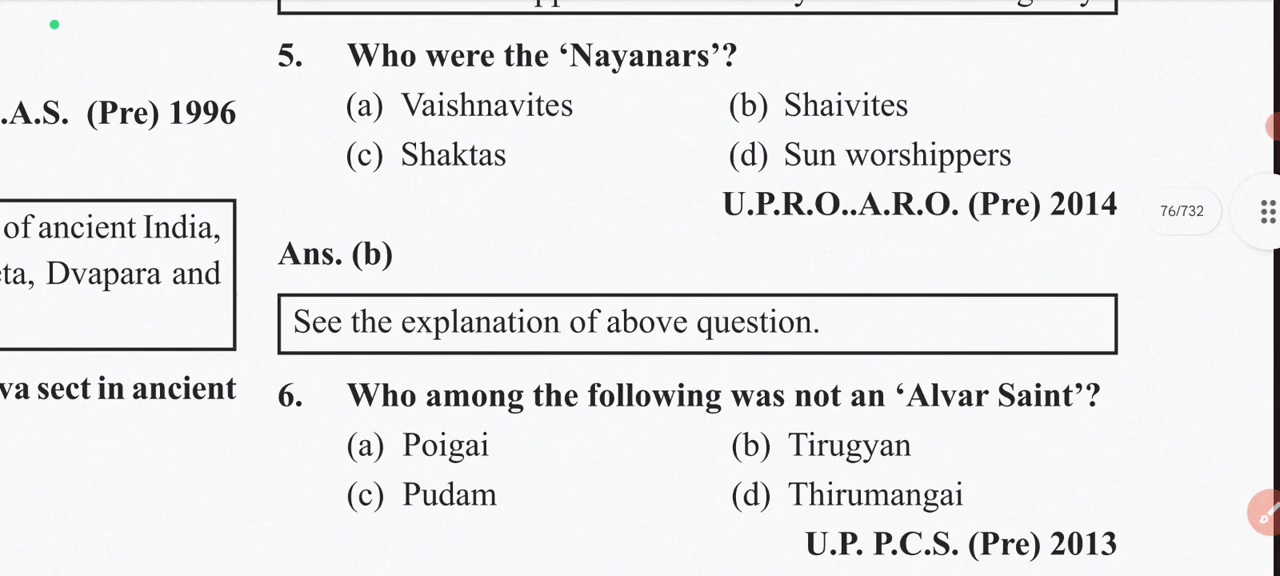 .A.S. (Pre) 1996
of ancient India,
Dvapara and
sect in ancient
5. Who were the ‘Nayanars’?
(a) Vaishnavites (b) Shaivites
(c) Shaktas (d) Sun worshippers
U.P.R.O..A.R.O. (Pre) 2014
Ans. (b)
See the explanation of above question.
6. Who among the following was not an ‘Alvar Saint’?
(a) Poigai (b) Tirugyan
(c) Pudam (d) Thirumangai
U.P. P.C.S. (Pre) 2013
76/732